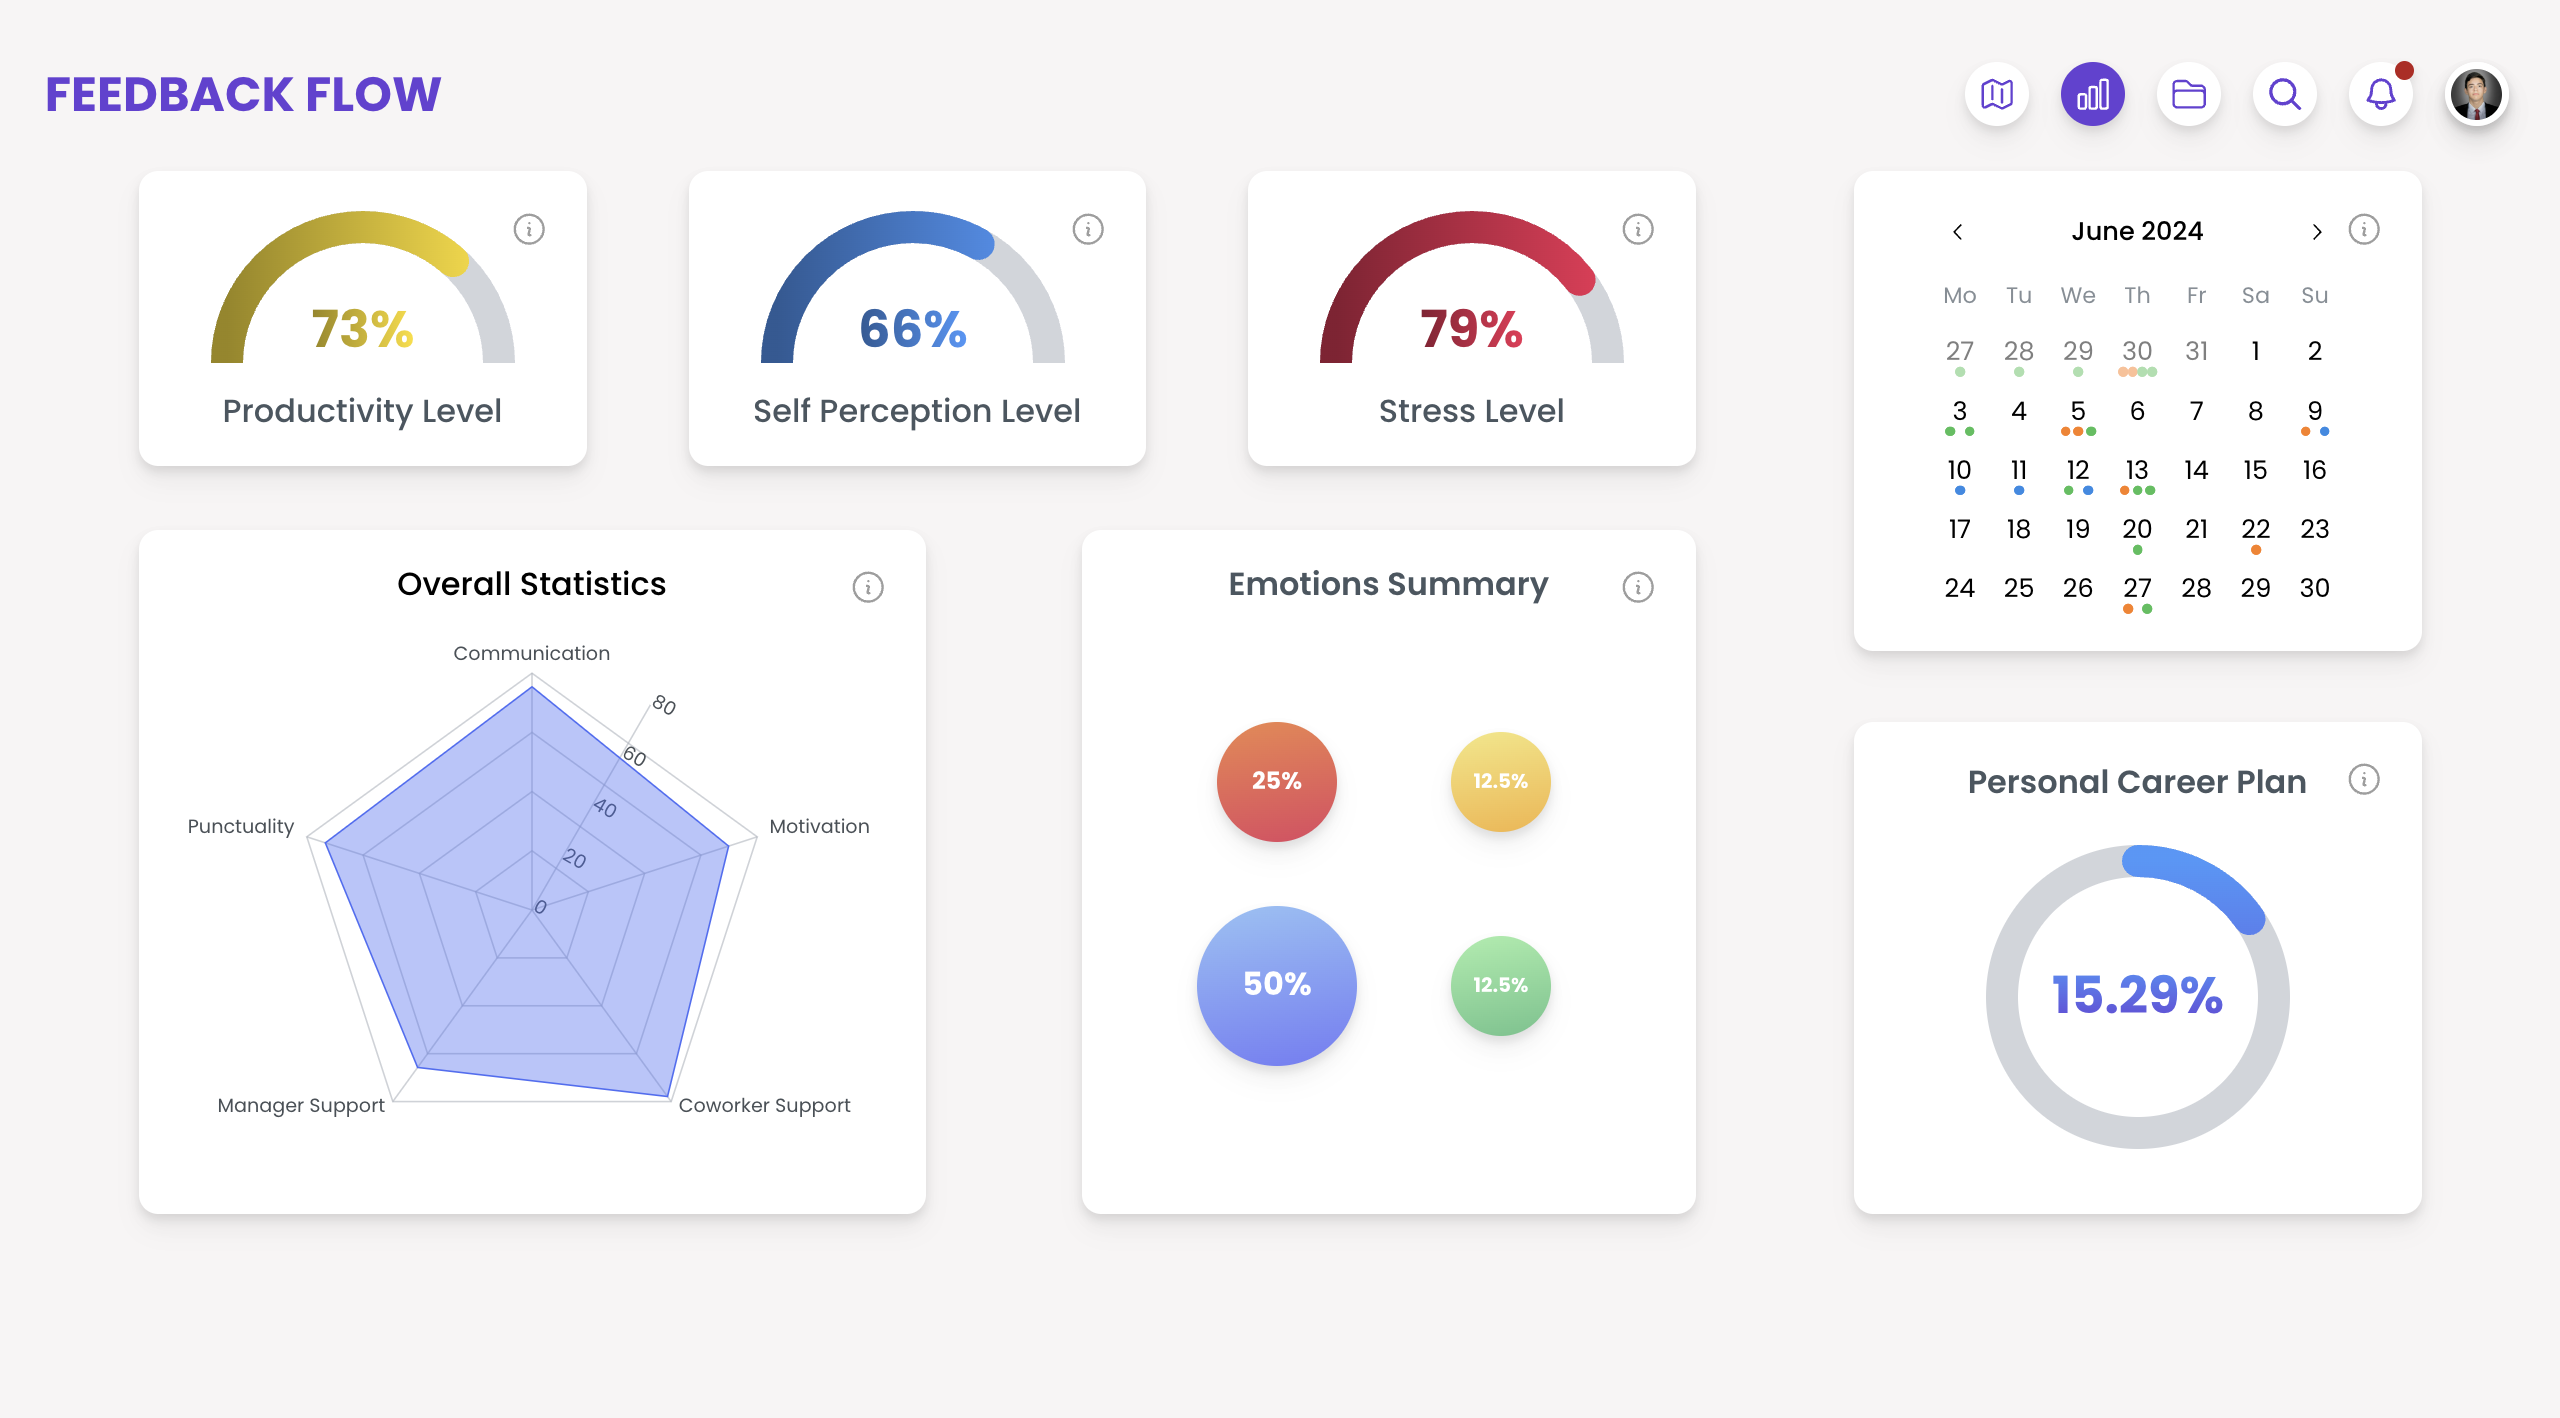 FEEDBACK FLOW
73%
Productivity Level
66%
Self Perception Level
79%
Stress Level
June 2024
Mo Tu We Th Fr Sa Su
27 28 29 30 31 1 2
3 4 5 6 7 8 9
10 11 12 13 14 15 16
17 18 19 20 21 22 23
24 25 26 27 28 29 30
Overall Statistics
Communication
80
60
Punctuality
Motivation
40
20
0
Manager Support
Coworker Support
Emotions Summary
25%
12.5%
50%
12.5%
Personal Career Plan
15.29%